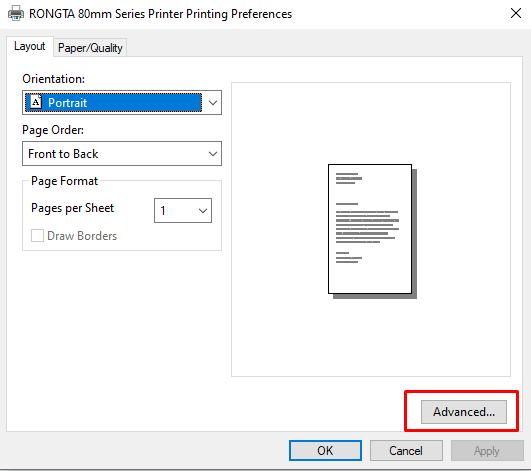 RONGTA 80mm Series Printer Printing Preferences
Layout
Paper/Quality
Orientation:
Portrait
Page Order:
Front to Back
Page Format
Pages per Sheet
1
Draw Borders
Advanced...
OK
Cancel
Apply